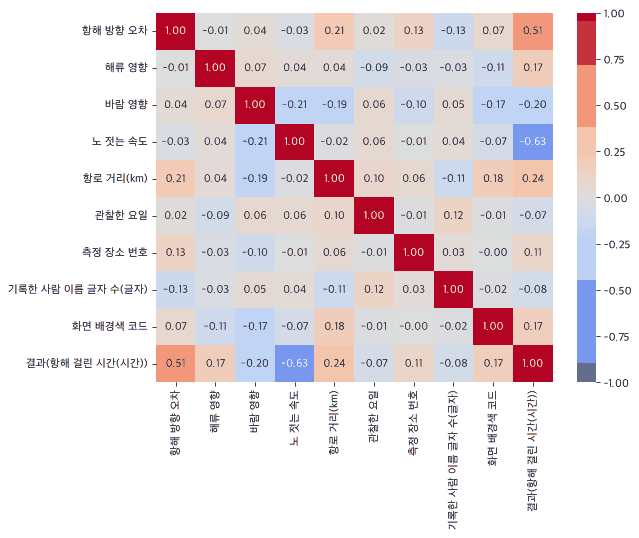 항해 방향 오차 1.00 -0.01 0.04 -0.03 0.21 0.02 0.13 -0.13 0.07 0.51
해류 영향 -0.01 1.00 0.07 0.04 0.04 -0.09 -0.03 -0.03 -0.11 0.17
바람 영향 0.04 0.07 1.00 -0.21 -0.19 0.06 -0.10 0.05 -0.17 -0.20
노 젓는 속도 -0.03 0.04 -0.21 1.00 -0.02 0.06 -0.01 0.04 -0.07 -0.63
항로 거리(km) 0.21 0.04 -0.19 -0.02 1.00 0.10 0.06 -0.11 0.18 0.24
관찰한 요일 0.02 -0.09 0.06 0.06 0.10 1.00 -0.01 0.12 -0.01 -0.07
측정 장소 번호 0.13 -0.03 -0.10 -0.01 0.06 -0.01 1.00 0.03 -0.00 0.11
기록한 사람 이름 글자 수(글자) -0.13 -0.03 0.05 0.04 -0.11 0.12 0.03 1.00 -0.02 -0.08
화면 배경색 코드 0.07 -0.11 -0.17 -0.07 0.18 -0.01 -0.00 -0.02 1.00 0.17
결과(항해 걸린 시간(시간)) 0.51 0.17 -0.20 -0.63 0.24 -0.07 0.11 -0.08 0.17 1.00
항해 방향 오차
해류 영향
바람 영향
노 젓는 속도
항로 거리(km)
관찰한 요일
측정 장소 번호
기록한 사람 이름 글자 수(글자)
화면 배경색 코드
결과(항해 걸린 시간(시간))
1.00
0.75
0.50
0.25
0.00
-0.25
-0.50
-0.75
-1.00